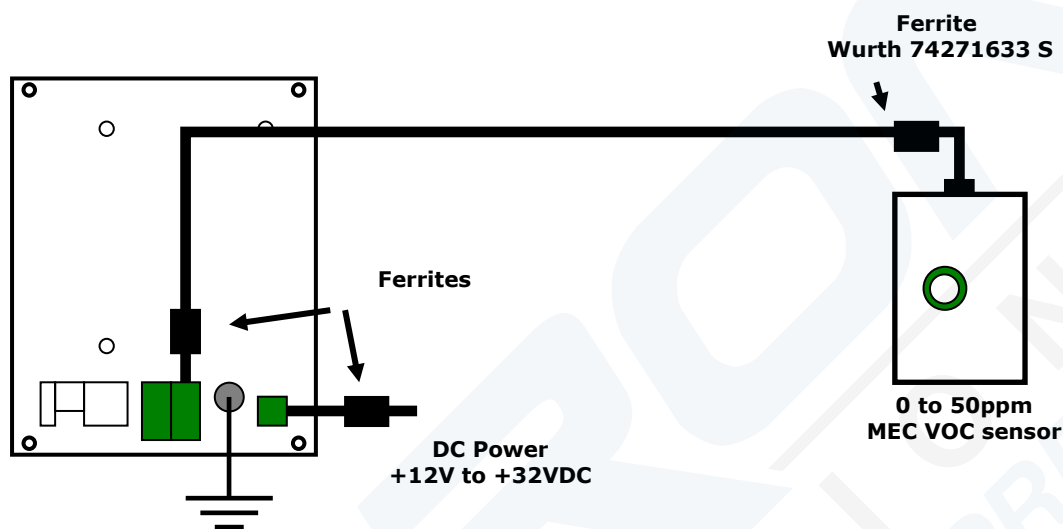 Ferrite
Wurth 74271633 S
Ferrites
0 to 50ppm
MEC VOC sensor
DC Power
+12V to +32VDC